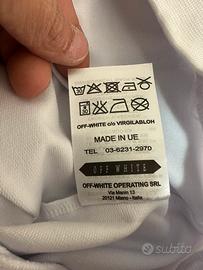 OFF-WHITE c/o VIRGIL ABLOH
MADE IN UE
TEL 03-6231-2970
OFF WHITE
OFF-WHITE OPERATING SRL
Via Manin 13
20121 Milano - Italia
subito